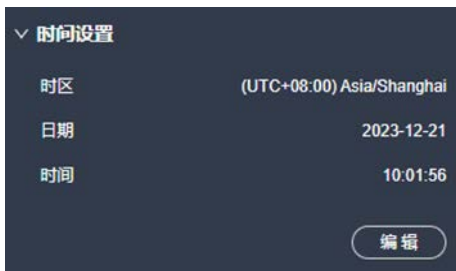 时间设置
时区 (UTC+08:00) Asia/Shanghai
日期 2023-12-21
时间 10:01:56
编辑